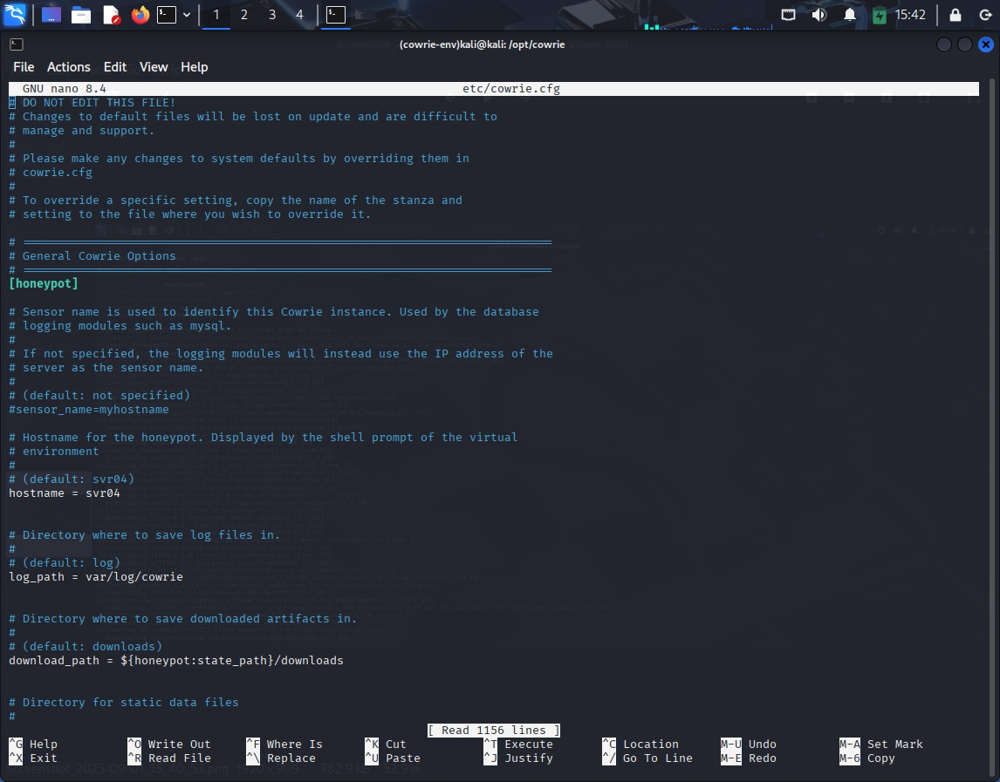 1 2 3 4 15:42
(cowrie-env)kali@kali: /opt/cowrie
File Actions Edit View Help
GNU nano 8.4 etc/cowrie.cfg
# DO NOT EDIT THIS FILE!
# Changes to default files will be lost on update and are difficult to
# manage and support.
#
# Please make any changes to system defaults by overriding them in
# cowrie.cfg
#
# To override a specific setting, copy the name of the stanza and
# setting to the file where you wish to override it.
# ============================================================================
# General Cowrie Options
# ============================================================================
[honeypot]
# Sensor name is used to identify this Cowrie instance. Used by the database
# logging modules such as mysql.
#
# If not specified, the logging modules will instead use the IP address of the
# server as the sensor name.
#
# (default: not specified)
#sensor_name=myhostname
# Hostname for the honeypot. Displayed by the shell prompt of the virtual
# environment
#
# (default: svr04)
hostname = svr04
# Directory where to save log files in.
#
# (default: log)
log_path = var/log/cowrie
# Directory where to save downloaded artifacts in.
#
# (default: downloads)
download_path = ${honeypot:state_path}/downloads
# Directory for static data files
#
[ Read 1156 lines ]
^G Help ^O Write Out ^F Where Is ^K Cut ^T Execute ^C Location M-U Undo M-A Set Mark
^X Exit ^R Read File ^\ Replace ^U Paste ^J Justify ^/ Go To Line M-E Redo M-6 Copy